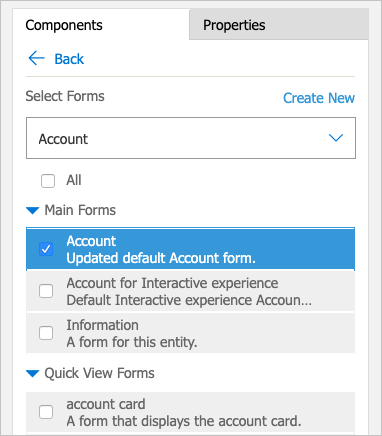 Components
Properties
Back
Select Forms
Create New
Account
All
Main Forms
Account
Updated default Account form.
Account for Interactive experience
Default Interactive experience Accoun...
Information
A form for this entity.
Quick View Forms
account card
A form that displays the account card.